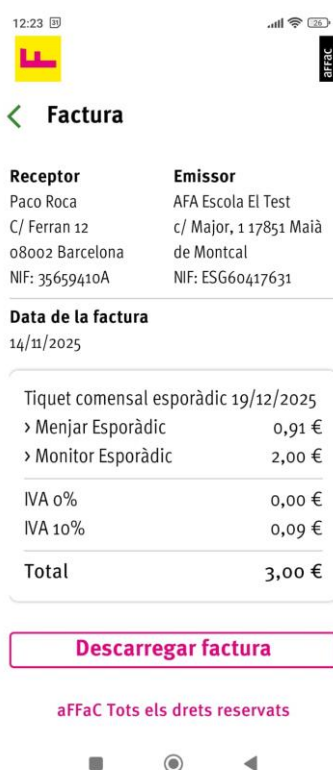 12:23 31
26
F
aFFaC
Factura
Receptor
Paco Roca
C/ Ferran 12
08002 Barcelona
NIF: 35659410A
Emissor
AFA Escola El Test
c/ Major, 1 17851 Maià
de Montcal
NIF: ESG60417631
Data de la factura
14/11/2025
Tiquet comensal esporàdic 19/12/2025
› Menjar Esporàdic 0,91 €
› Monitor Esporàdic 2,00 €
IVA 0% 0,00 €
IVA 10% 0,09 €
Total 3,00 €
Descarregar factura
aFFaC Tots els drets reservats